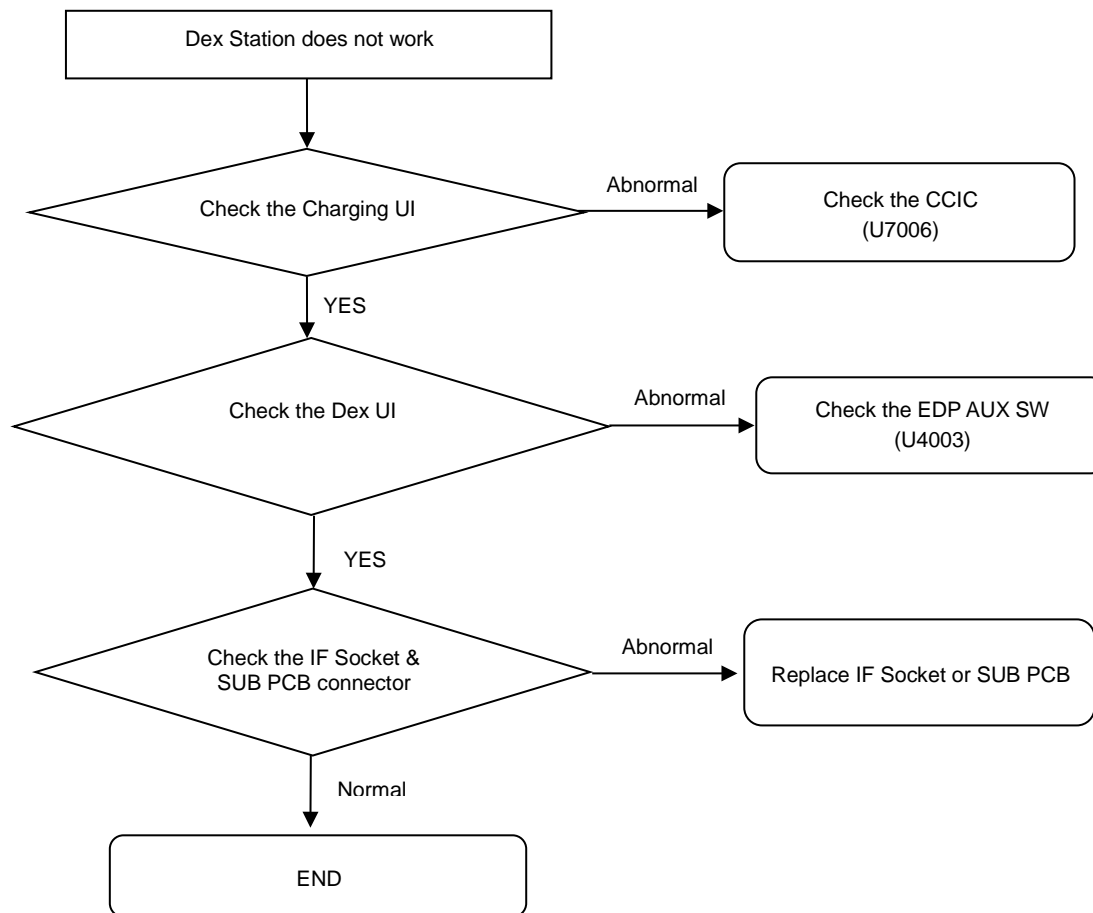 Dex Station does not work
Abnormal
Check the Charging UI
Check the CCIC
(U7006)
YES
Abnormal
Check the Dex UI
Check the EDP AUX SW
(U4003)
YES
Abnormal
Check the IF Socket &
SUB PCB connector
Replace IF Socket or SUB PCB
Normal
END